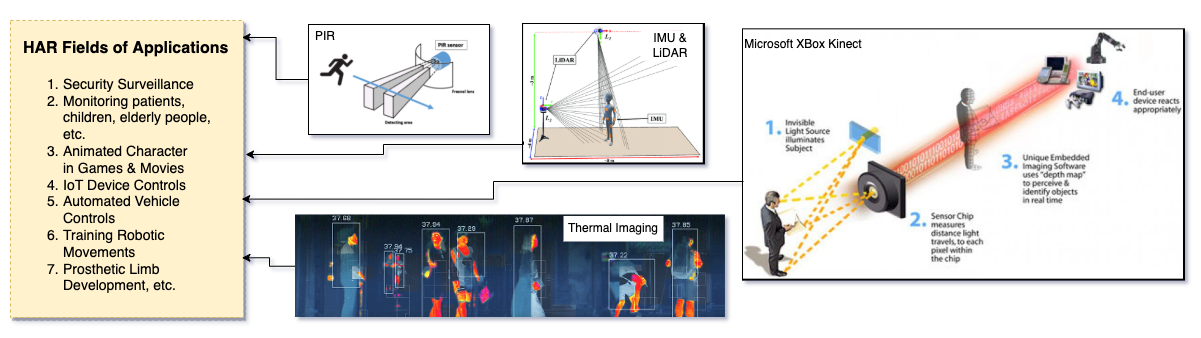 HAR Fields of Applications
1. Security Surveillance
2. Monitoring patients,
children, elderly people,
etc.
3. Animated Character
in Games & Movies
4. IoT Device Controls
5. Automated Vehicle
Controls
6. Training Robotic
Movements
7. Prosthetic Limb
Development, etc.
PIR
PIR sensor
Fresnel lens
Detecting area
IMU &
LiDAR
LiDAR
IMU
Thermal Imaging
37.68
37.94
37.75
37.94
37.29
37.87
37.22
37.85
Microsoft XBox Kinect
1. Invisible
Light Source
illuminates
Subject
2. Sensor Chip
measures
distance light
travels, to each
pixel within
the chip
3. Unique Embedded
Imaging Software
uses "depth map"
to perceive &
identify objects
in real time
4. End-user
device reacts
appropriately